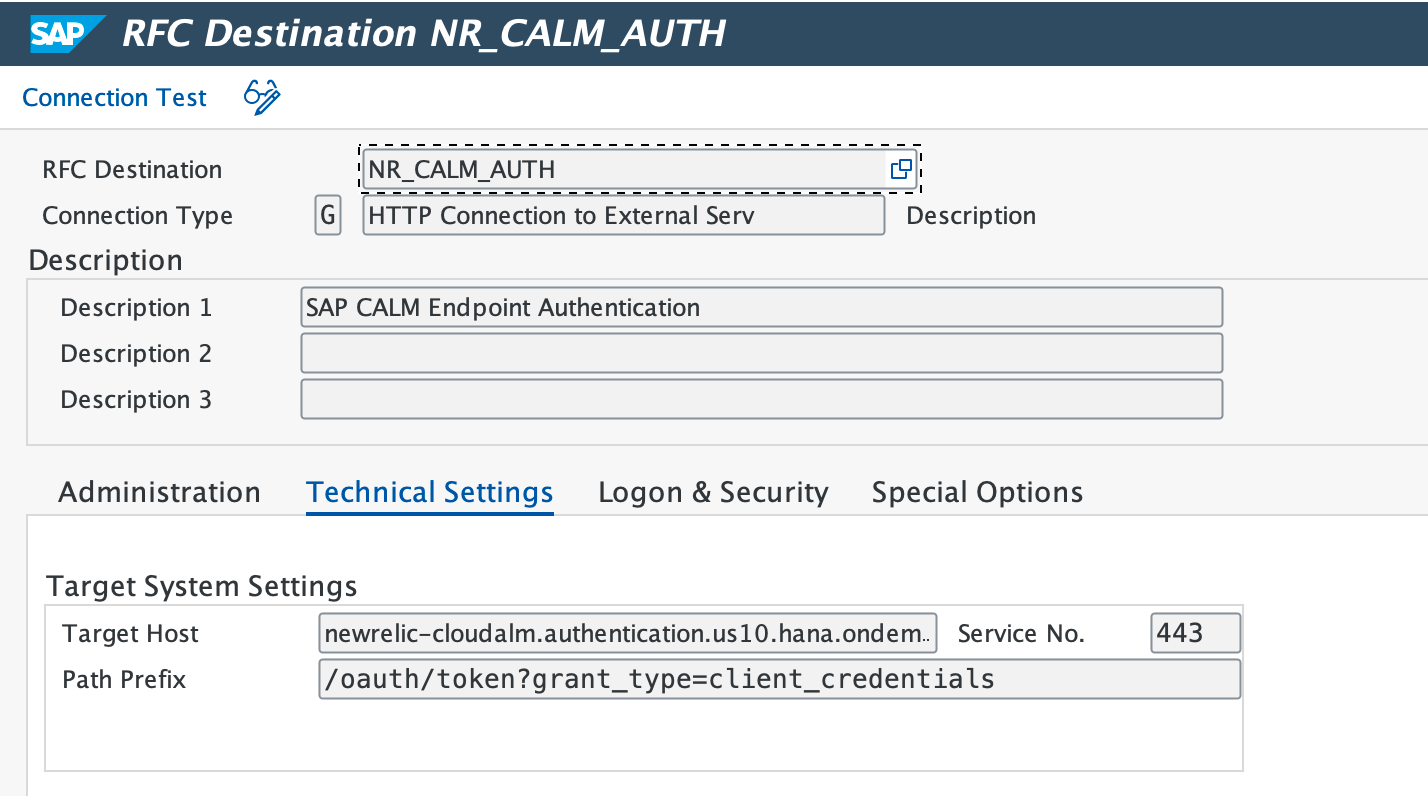 SAP RFC Destination NR_CALM_AUTH
Connection Test
RFC Destination NR_CALM_AUTH
Connection Type G HTTP Connection to External Serv Description
Description
Description 1 SAP CALM Endpoint Authentication
Description 2
Description 3
Administration Technical Settings Logon & Security Special Options
Target System Settings
Target Host newrelic-cloudalm.authentication.us10.hana.ondem.. Service No. 443
Path Prefix /oauth/token?grant_type=client_credentials